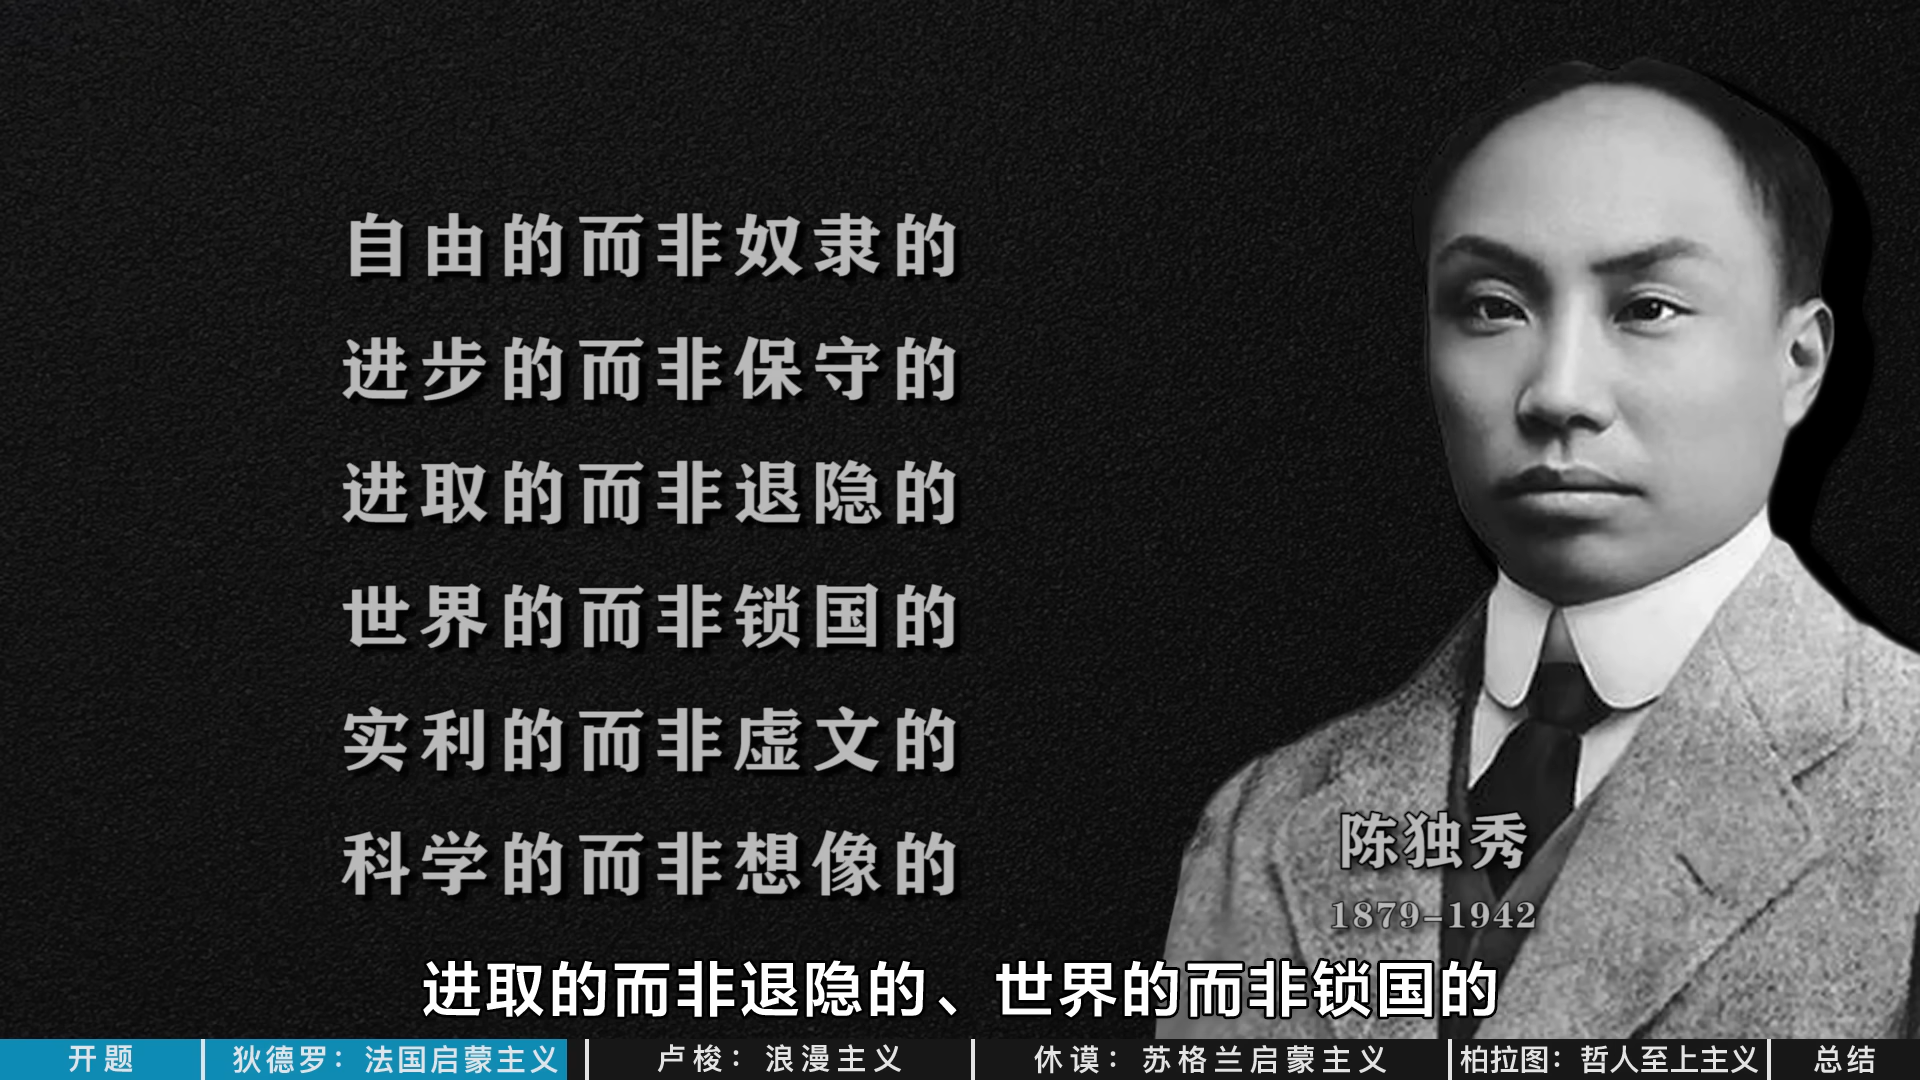 自由的而非奴隶的
进步的而非保守的
进取的而非退隐的
世界的而非锁国的
实利的而非虚文的
科学的而非想像的
陈独秀
1879-1942
进取的而非退隐的、世界的而非锁国的
开题
狄德罗：法国启蒙主义
卢梭：浪漫主义
休谟：苏格兰启蒙主义
柏拉图：哲人至上主义
总结